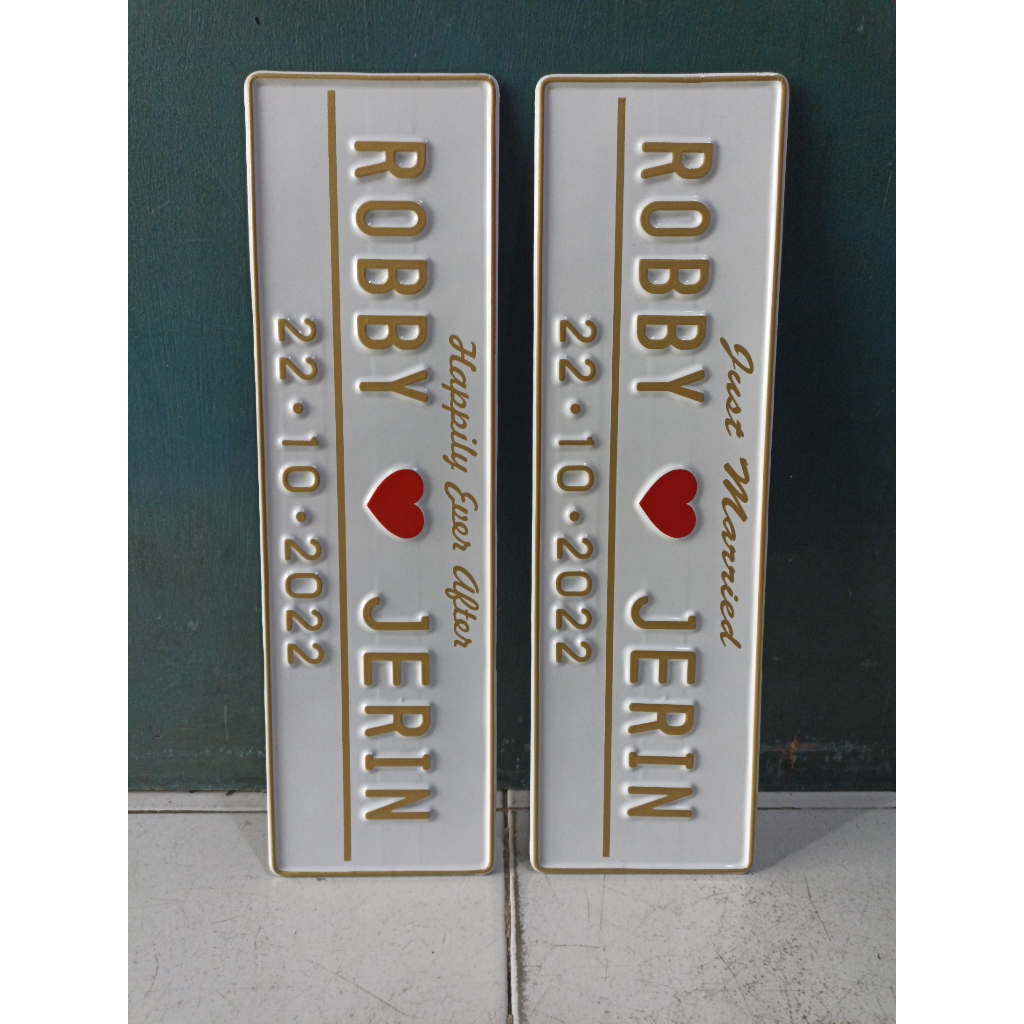 Happily Ever After
ROBBY ❤ JERIN
22•10•2022
Just Married
ROBBY ❤ JERIN
22•10•2022